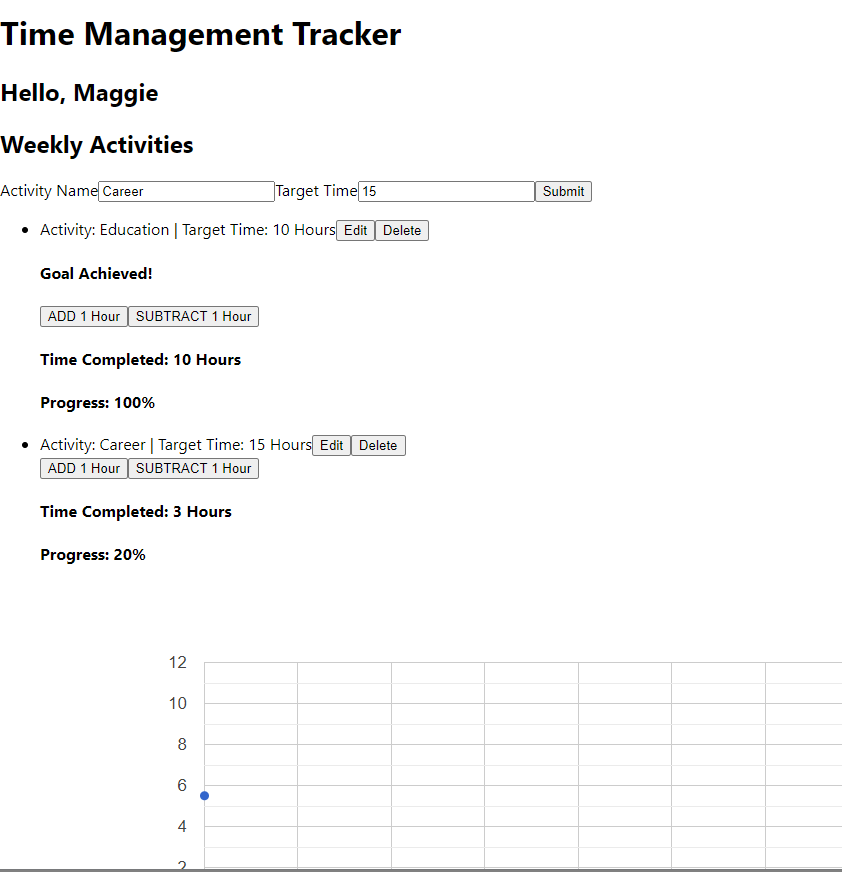 Time Management Tracker
Hello, Maggie
Weekly Activities
Activity Name Career Target Time 15 Submit
Activity: Education | Target Time: 10 Hours Edit Delete
Goal Achieved!
ADD 1 Hour SUBTRACT 1 Hour
Time Completed: 10 Hours
Progress: 100%
Activity: Career | Target Time: 15 Hours Edit Delete
ADD 1 Hour SUBTRACT 1 Hour
Time Completed: 3 Hours
Progress: 20%
12
10
8
6
4
2